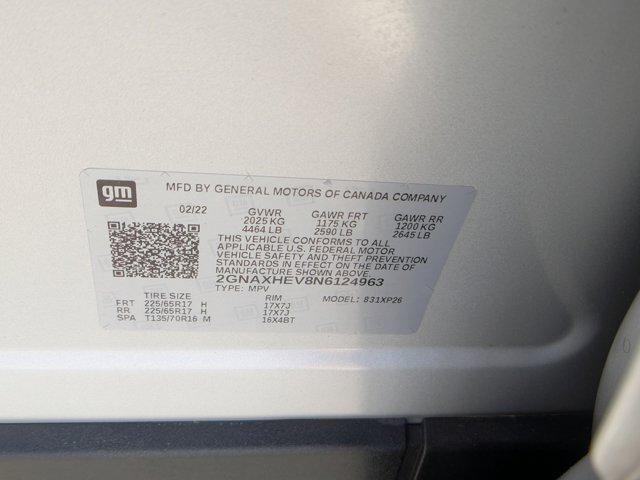 gm
MFD BY GENERAL MOTORS OF CANADA COMPANY
02/22 GVWR GAWR FRT GAWR RR
2025 KG 1175 KG 1200 KG
4464 LB 2590 LB 2645 LB
THIS VEHICLE CONFORMS TO ALL
APPLICABLE U.S. FEDERAL MOTOR
VEHICLE SAFETY AND THEFT PREVENTION
STANDARDS IN EFFECT ON THE DATE OF
MANUFACTURE SHOWN ABOVE.
2GNAXHEV8N6124963
TYPE: MPV MODEL: 831XP26
TIRE SIZE RIM
FRT 225/65R17 H 17X7J
RR 225/65R17 H 17X7J
SPA T135/70R16 M 16X4BT